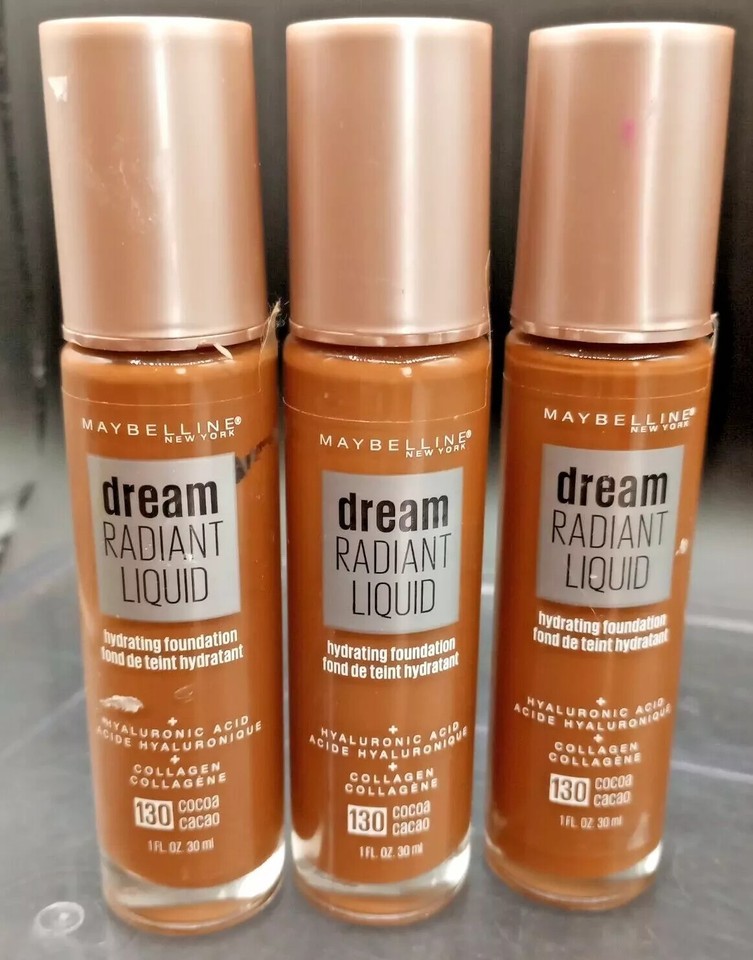 MAYBELLINE®
NEW YORK
dream
RADIANT
LIQUID
hydrating foundation
fond de teint hydratant
+
HYALURONIC ACID
ACIDE HYALURONIQUE
+
COLLAGEN
COLLAGÈNE
130 cocoa
cacao
1 FL. OZ. 30 ml
MAYBELLINE®
NEW YORK
dream
RADIANT
LIQUID
hydrating foundation
fond de teint hydratant
+
HYALURONIC ACID
ACIDE HYALURONIQUE
+
COLLAGEN
COLLAGÈNE
130 cocoa
cacao
1 FL. OZ. 30 ml
MAYBELLINE®
NEW YORK
dream
RADIANT
LIQUID
hydrating foundation
fond de teint hydratant
+
HYALURONIC ACID
ACIDE HYALURONIQUE
+
COLLAGEN
COLLAGÈNE
130 cocoa
cacao
1 FL. OZ. 30 ml